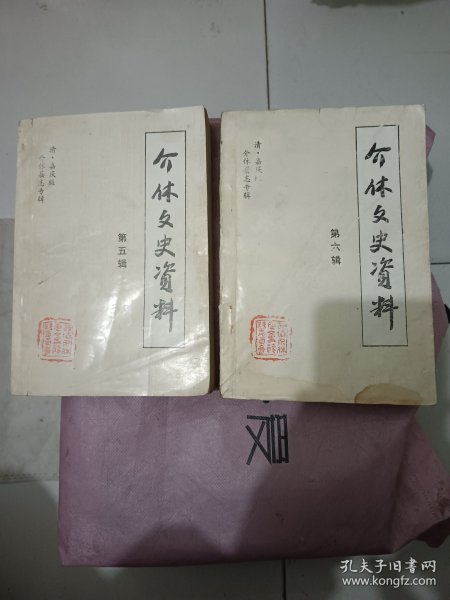 清·嘉庆版
介休县志专辑
介休文史资料
第五辑
清·嘉庆
介休县志专辑
介休文史资料
第六辑
孔夫子旧书网
www.kongfz.com